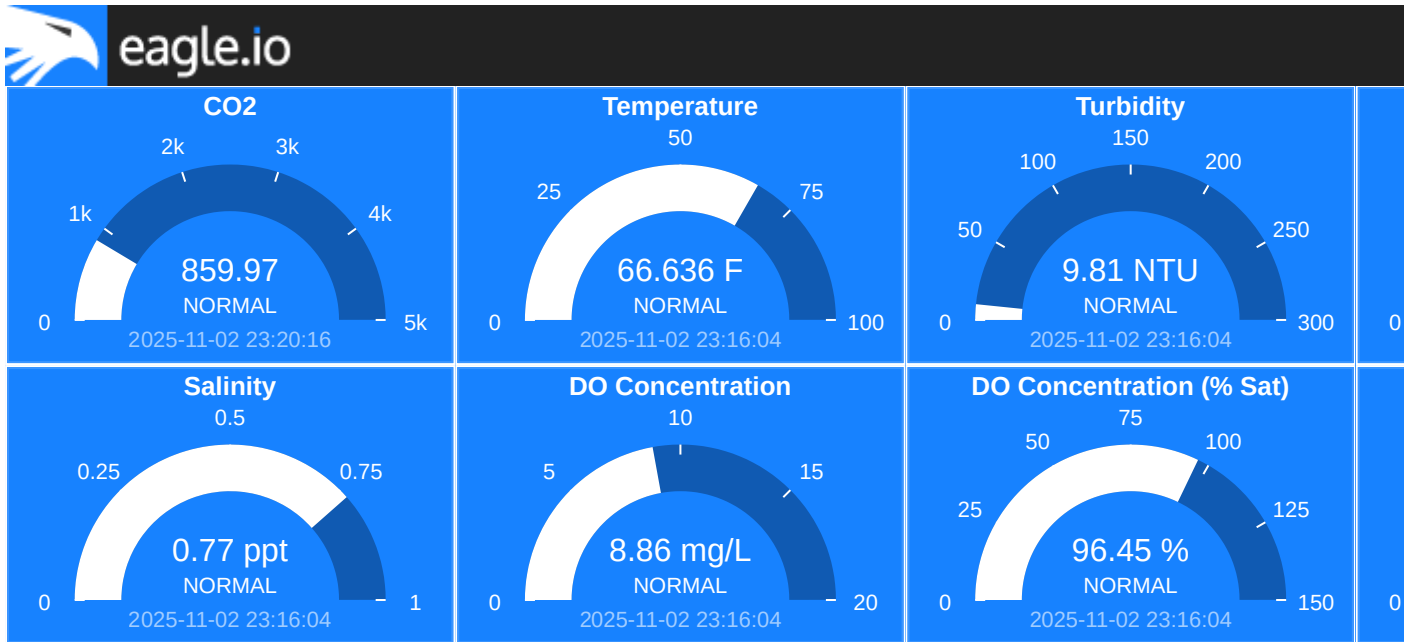 eagle.io
CO2
2k
3k
1k
4k
859.97
NORMAL
0
5k
2025-11-02 23:20:16
Temperature
50
25
75
66.636 F
NORMAL
0
100
2025-11-02 23:16:04
Turbidity
150
100
200
50
250
9.81 NTU
NORMAL
0
300
2025-11-02 23:16:04
0
Salinity
0.5
0.25
0.75
0.77 ppt
NORMAL
0
1
2025-11-02 23:16:04
DO Concentration
10
5
15
8.86 mg/L
NORMAL
0
20
2025-11-02 23:16:04
DO Concentration (% Sat)
75
50
100
25
125
96.45 %
NORMAL
0
150
2025-11-02 23:16:04
0